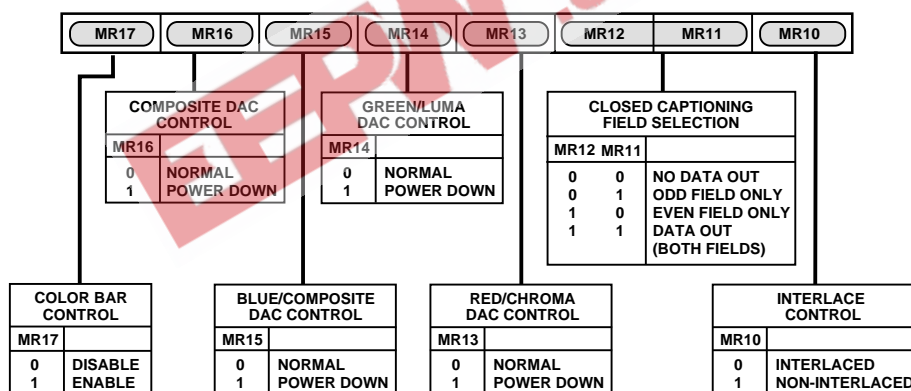 MR17 MR16 MR15 MR14 MR13 MR12 MR11 MR10
COMPOSITE DAC
CONTROL
MR16
0 NORMAL
1 POWER DOWN
GREEN/LUMA
DAC CONTROL
MR14
0 NORMAL
1 POWER DOWN
CLOSED CAPTIONING
FIELD SELECTION
MR12 MR11
0 0 NO DATA OUT
0 1 ODD FIELD ONLY
1 0 EVEN FIELD ONLY
1 1 DATA OUT
(BOTH FIELDS)
COLOR BAR
CONTROL
MR17
0 DISABLE
1 ENABLE
BLUE/COMPOSITE
DAC CONTROL
MR15
0 NORMAL
1 POWER DOWN
RED/CHROMA
DAC CONTROL
MR13
0 NORMAL
1 POWER DOWN
INTERLACE
CONTROL
MR10
0 INTERLACED
1 NON-INTERLACED